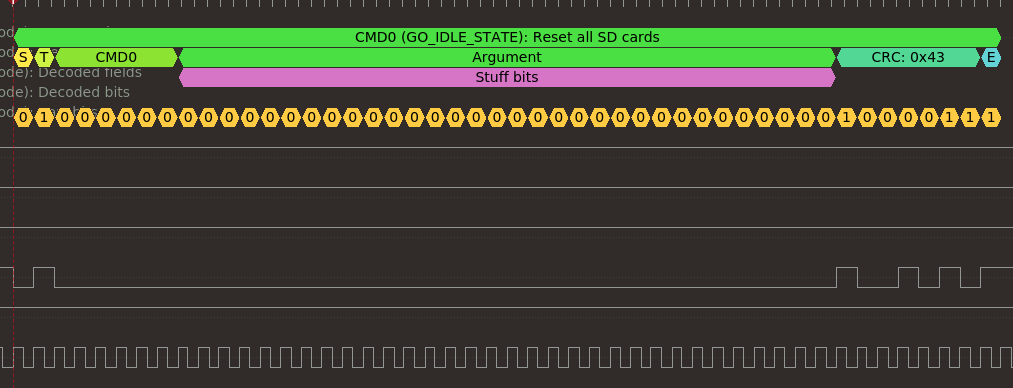 CMD0 (GO_IDLE_STATE): Reset all SD cards
S T CMD0 Argument CRC: 0x43 E
ode): Decoded fields Stuff bits
ode): Decoded bits
0 1 0 0 0 0 0 0 0 0 0 0 0 0 0 0 0 0 0 0 0 0 0 0 0 0 0 0 0 0 0 0 0 0 0 0 0 0 0 0 1 0 0 0 0 1 1 1